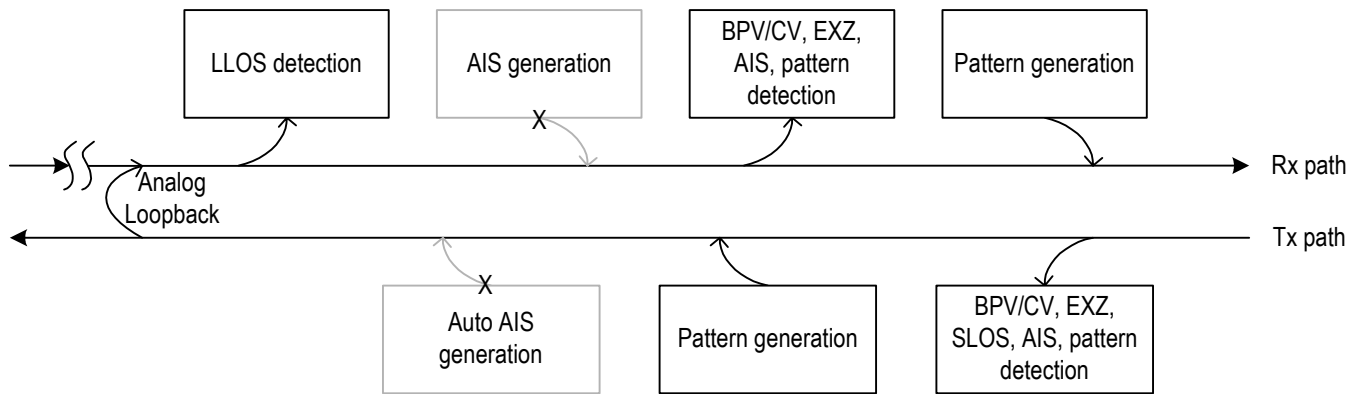 LLOS detection
AIS generation
BPV/CV, EXZ,
AIS, pattern
detection
Pattern generation
X
Rx path
Analog
Loopback
Tx path
X
Auto AIS
generation
Pattern generation
BPV/CV, EXZ,
SLOS, AIS, pattern
detection